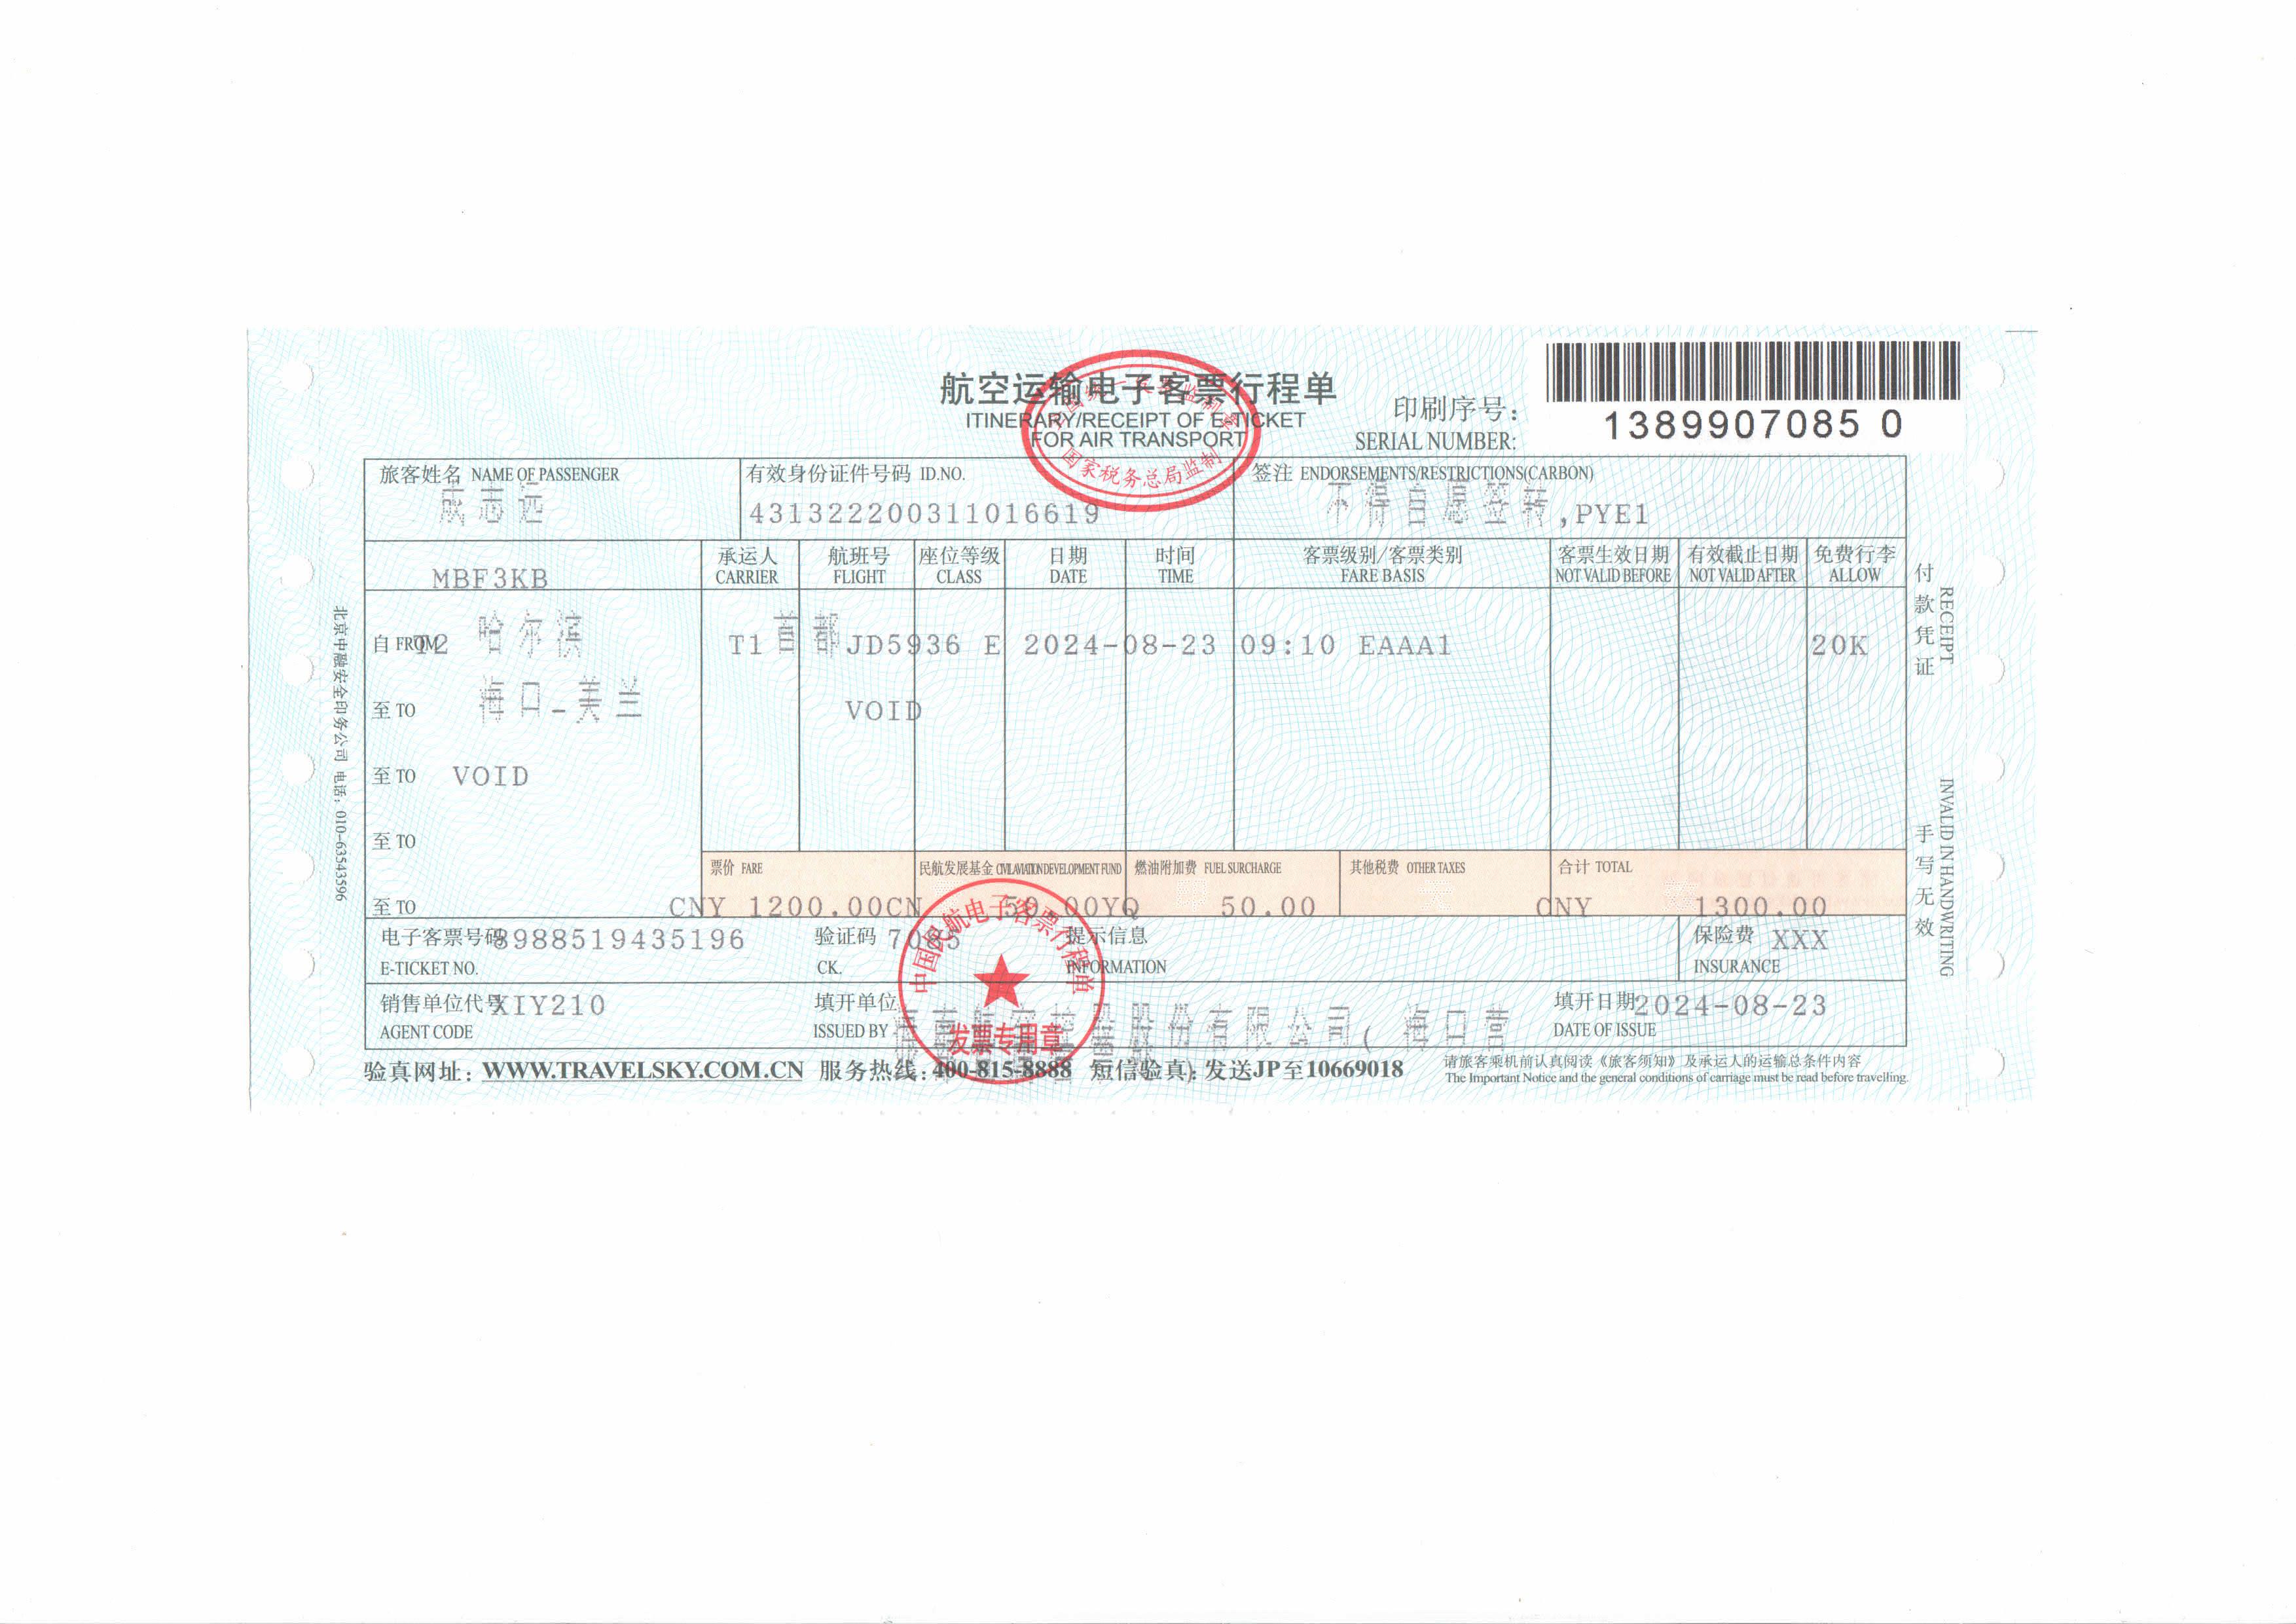 航空运输电子客票行程单
ITINERARY/RECEIPT OF E-TICKET
FOR AIR TRANSPORT
国家税务总局监制
印刷序号：
SERIAL NUMBER:
1389907085 0
旅客姓名 NAME OF PASSENGER
成志远
有效身份证件号码 ID.NO.
431322200311016619
签注 ENDORSEMENTS/RESTRICTIONS(CARBON)
不得自愿签转,PYE1
MBF3KB
承运人 CARRIER
航班号 FLIGHT
座位等级 CLASS
日期 DATE
时间 TIME
客票级别/客票类别 FARE BASIS
客票生效日期 NOT VALID BEFORE
有效截止日期 NOT VALID AFTER
免费行李 ALLOW
自 FROM T2 哈尔滨 T1 首都 JD5936 E 2024-08-23 09:10 EAAA1 20K
至 TO 海口-美兰 VOID
至 TO VOID
至 TO
票价 FARE
民航发展基金 CIVIL AVIATION DEVELOPMENT FUND
燃油附加费 FUEL SURCHARGE
其他税费 OTHER TAXES
合计 TOTAL
至 TO CNY 1200.00CN 50.00YQ 50.00 CNY 1300.00
电子客票号码 8988519435196
E-TICKET NO.
验证码 7085
CK.
提示信息
INFORMATION
保险费 XXX
INSURANCE
销售单位代号 XIY210
AGENT CODE
填开单位
ISSUED BY
海南航空控股股份有限公司(海口营
填开日期 2024-08-23
DATE OF ISSUE
中国民航电子客票行程单
发票专用章
验真网址：WWW.TRAVELSKY.COM.CN 服务热线：400-815-8888 短信验真：发送JP至10669018
请旅客乘机前认真阅读《旅客须知》及承运人的运输总条件内容
The Important Notice and the general conditions of carriage must be read before travelling.
北京中融安全印务公司 电话：010-63543596
付款凭证 RECEIPT
手写无效 INVALID IN HANDWRITING